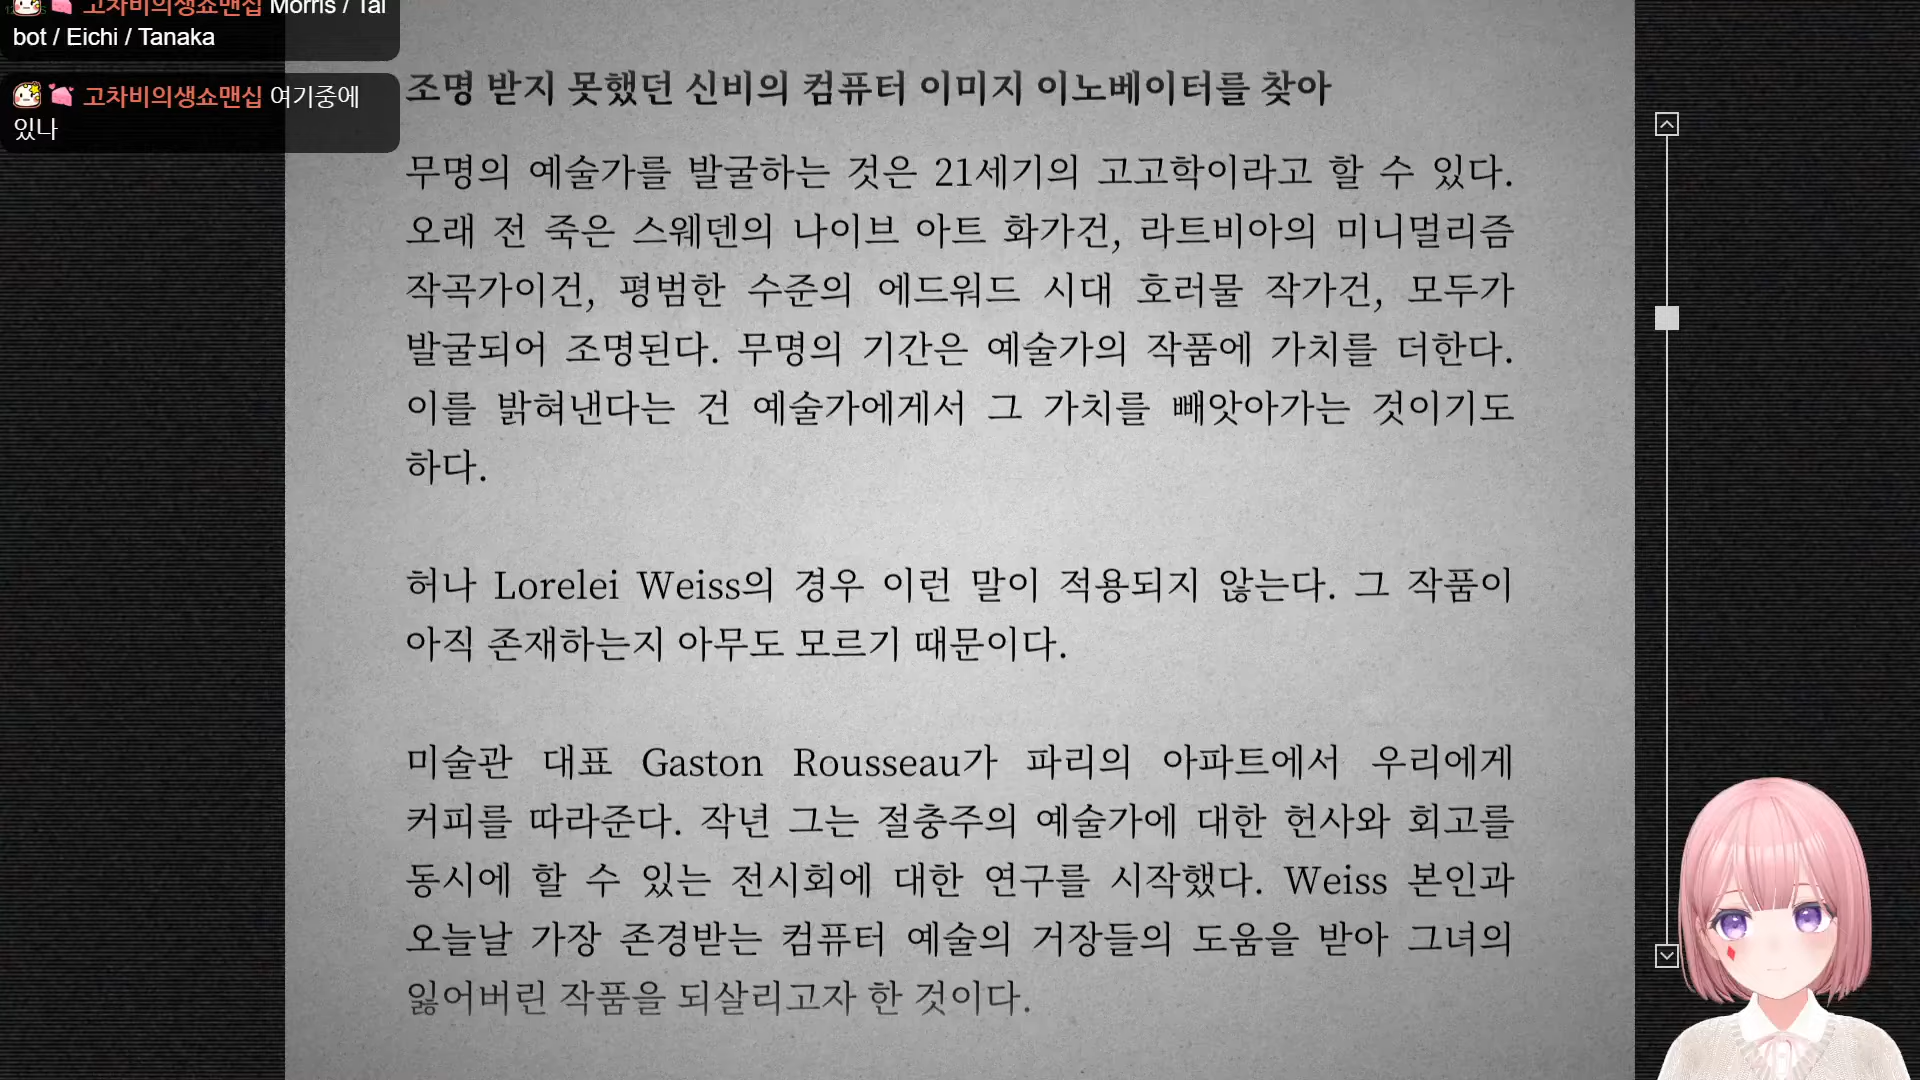 고차비의생쇼맨십 Morris / Tal
bot / Eichi / Tanaka
고차비의생쇼맨십 여기중에
있나
조명 받지 못했던 신비의 컴퓨터 이미지 이노베이터를 찾아
무명의 예술가를 발굴하는 것은 21세기의 고고학이라고 할 수 있다.
오래 전 죽은 스웨덴의 나이브 아트 화가건, 라트비아의 미니멀리즘
작곡가이건, 평범한 수준의 에드워드 시대 호러물 작가건, 모두가
발굴되어 조명된다. 무명의 기간은 예술가의 작품에 가치를 더한다.
이를 밝혀낸다는 건 예술가에게서 그 가치를 빼앗아가는 것이기도
하다.
허나 Lorelei Weiss의 경우 이런 말이 적용되지 않는다. 그 작품이
아직 존재하는지 아무도 모르기 때문이다.
미술관 대표 Gaston Rousseau가 파리의 아파트에서 우리에게
커피를 따라준다. 작년 그는 절충주의 예술가에 대한 헌사와 회고를
동시에 할 수 있는 전시회에 대한 연구를 시작했다. Weiss 본인과
오늘날 가장 존경받는 컴퓨터 예술의 거장들의 도움을 받아 그녀의
잃어버린 작품을 되살리고자 한 것이다.